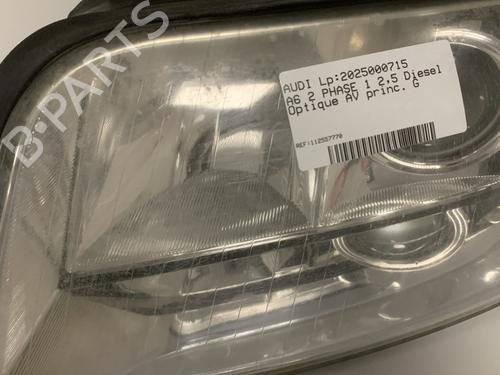 B-PARTS
AUDI Lp:2025000715
A6 2 PHASE 1 2,5 Diesel
Optique AV princ. G
REF:112557770